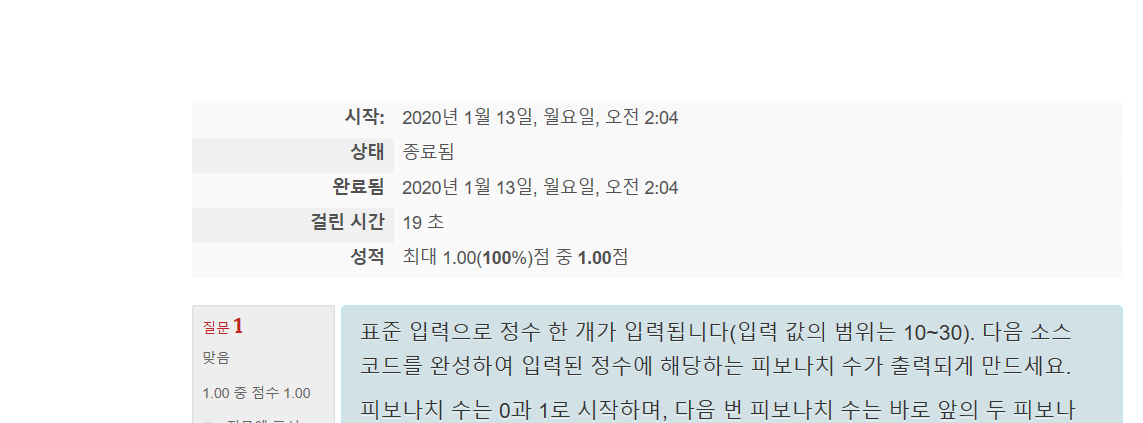 시작: 2020년 1월 13일, 월요일, 오전 2:04
상태 종료됨
완료됨 2020년 1월 13일, 월요일, 오전 2:04
걸린 시간 19 초
성적 최대 1.00(100%)점 중 1.00점
질문 1
맞음
1.00 중 점수 1.00
표준 입력으로 정수 한 개가 입력됩니다(입력 값의 범위는 10~30). 다음 소스
코드를 완성하여 입력된 정수에 해당하는 피보나치 수가 출력되게 만드세요.
피보나치 수는 0과 1로 시작하며, 다음 번 피보나치 수는 바로 앞의 두 피보나